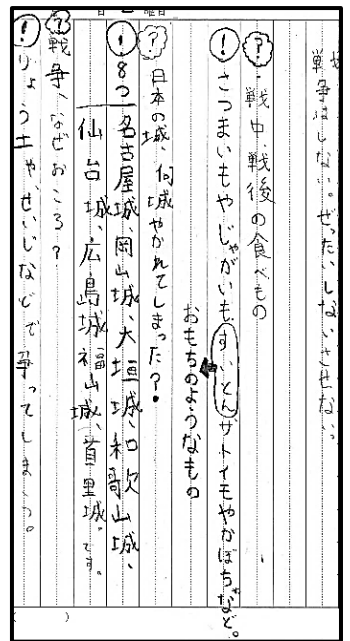 戦争はしない。ぜったいしないさせない
？戦中、戦後の食べもの
！さつまいもやじゃがいも、すいとん、サトイモやかぼちゃなど。
おもちのようなもの
？日本の城、何城やかれてしまった？
！8つ 名古屋城、岡山城、大垣城、和歌山城、
仙台城、広島城、福山城、首里城。です。
？戦争、なぜおころ？
！りょう土や、せいじなどで争ってしまう。